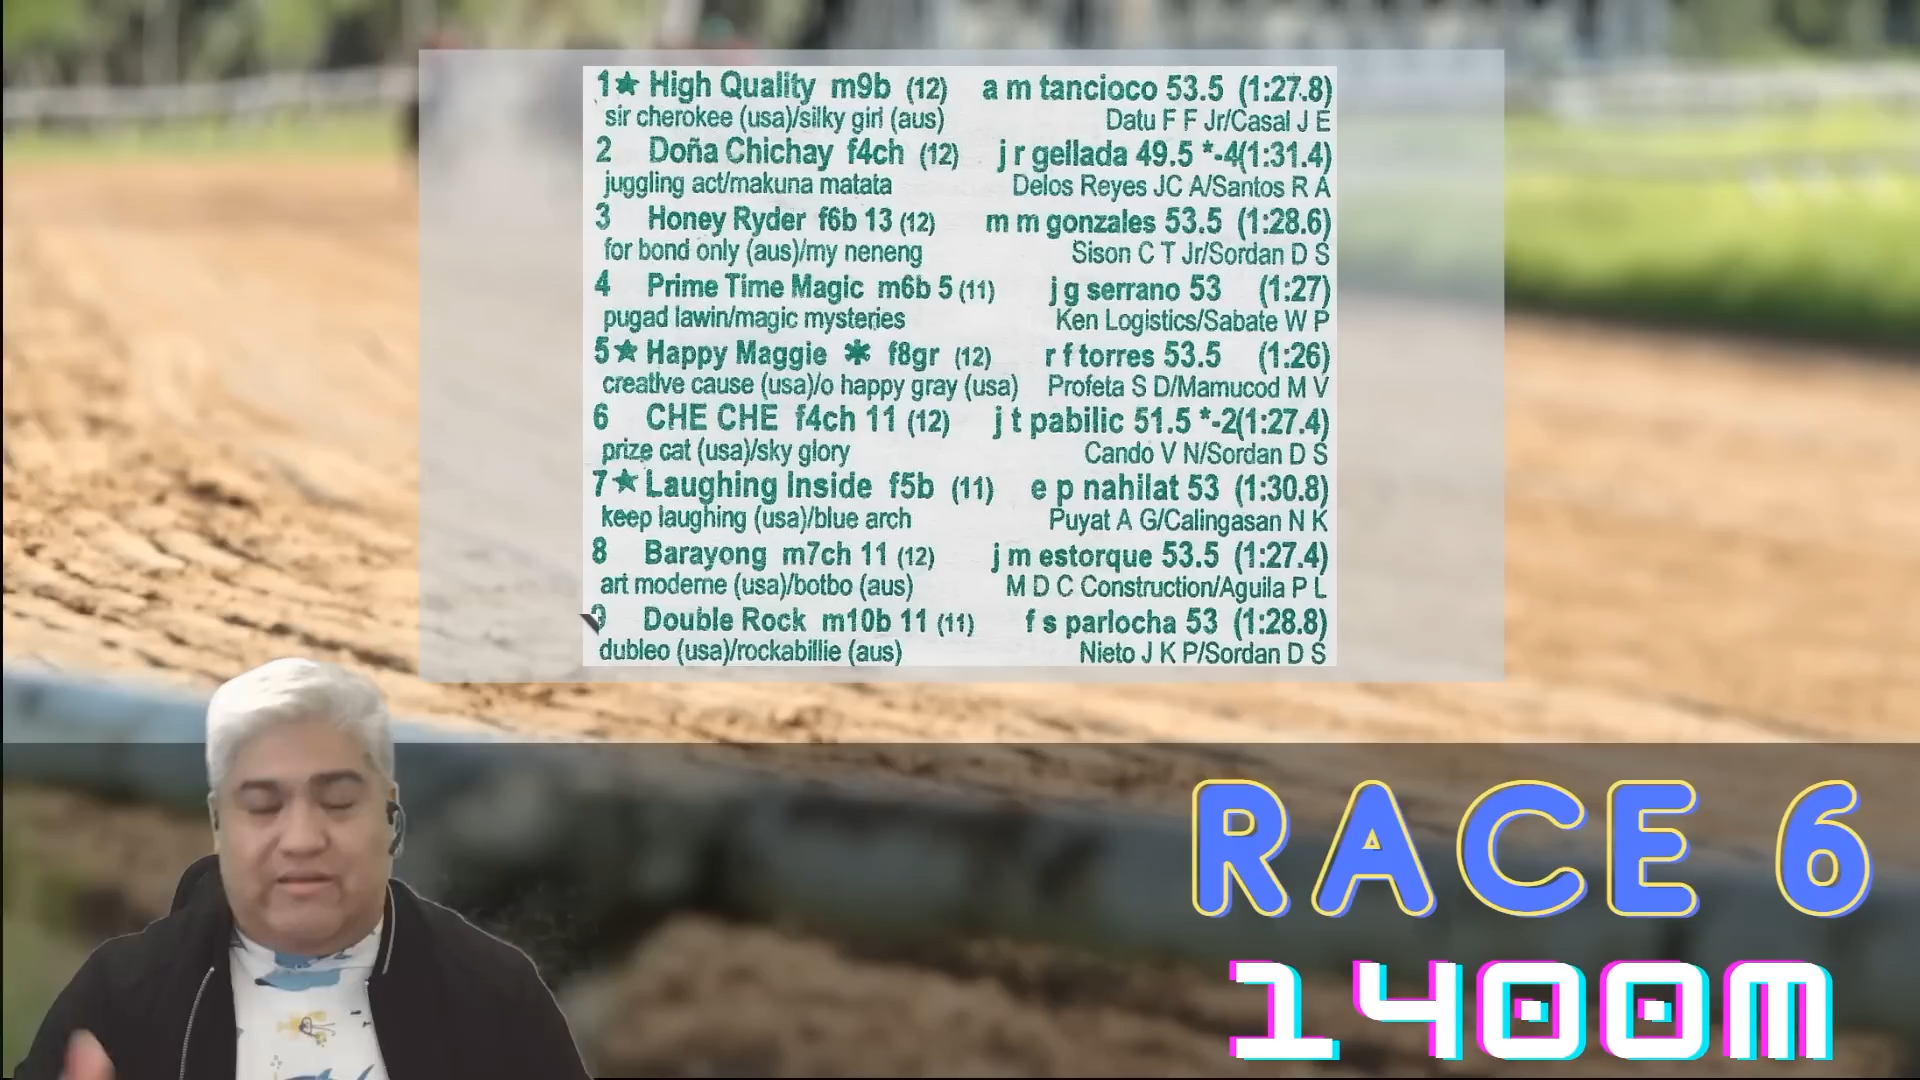 1★ High Quality m9b (12) a m tancioco 53.5 (1:27.8)
sir cherokee (usa)/silky girl (aus) Datu F F Jr/Casal J E
2 Doña Chichay f4ch (12) j r gellada 49.5 *-4(1:31.4)
juggling act/makuna matata Delos Reyes JC A/Santos R A
3 Honey Ryder f6b 13 (12) m m gonzales 53.5 (1:28.6)
for bond only (aus)/my neneng Sison C T Jr/Sordan D S
4 Prime Time Magic m6b 5 (11) j g serrano 53 (1:27)
pugad lawin/magic mysteries Ken Logistics/Sabate W P
5★ Happy Maggie ✱ f8gr (12) r f torres 53.5 (1:26)
creative cause (usa)/o happy gray (usa) Profeta S D/Mamucod M V
6 CHE CHE f4ch 11 (12) j t pabilic 51.5 *-2(1:27.4)
prize cat (usa)/sky glory Cando V N/Sordan D S
7★ Laughing Inside f5b (11) e p nahilat 53 (1:30.8)
keep laughing (usa)/blue arch Puyat A G/Calingasan N K
8 Barayong m7ch 11 (12) j m estorque 53.5 (1:27.4)
art moderne (usa)/botbo (aus) M D C Construction/Aguila P L
9 Double Rock m10b 11 (11) f s parlocha 53 (1:28.8)
dubleo (usa)/rockabillie (aus) Nieto J K P/Sordan D S
RACE 6
1400M